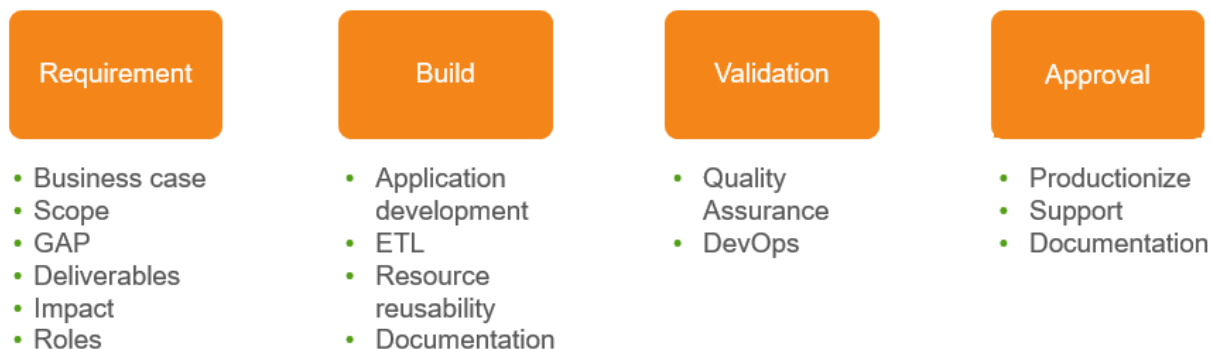 Requirement
• Business case
• Scope
• GAP
• Deliverables
• Impact
• Roles
Build
• Application
development
• ETL
• Resource
reusability
• Documentation
Validation
• Quality
Assurance
• DevOps
Approval
• Productionize
• Support
• Documentation